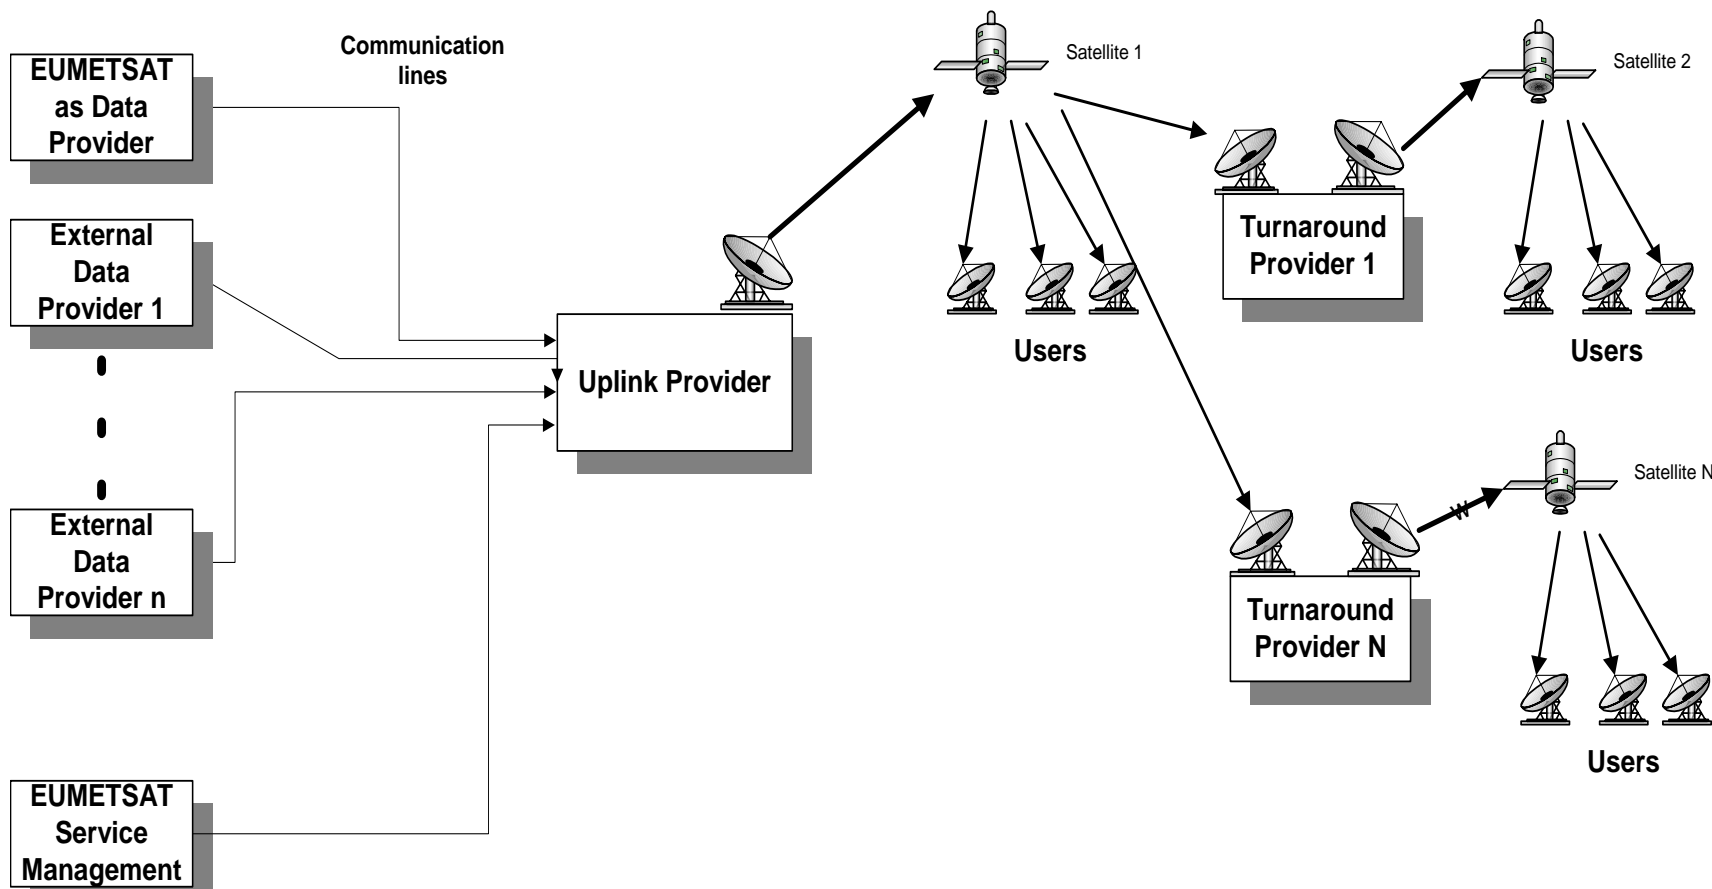 Communication
lines
EUMETSAT
as Data
Provider
External
Data
Provider 1
External
Data
Provider n
EUMETSAT
Service
Management
Uplink Provider
Satellite 1
Users
Turnaround
Provider 1
Satellite 2
Users
Turnaround
Provider N
Satellite N
Users